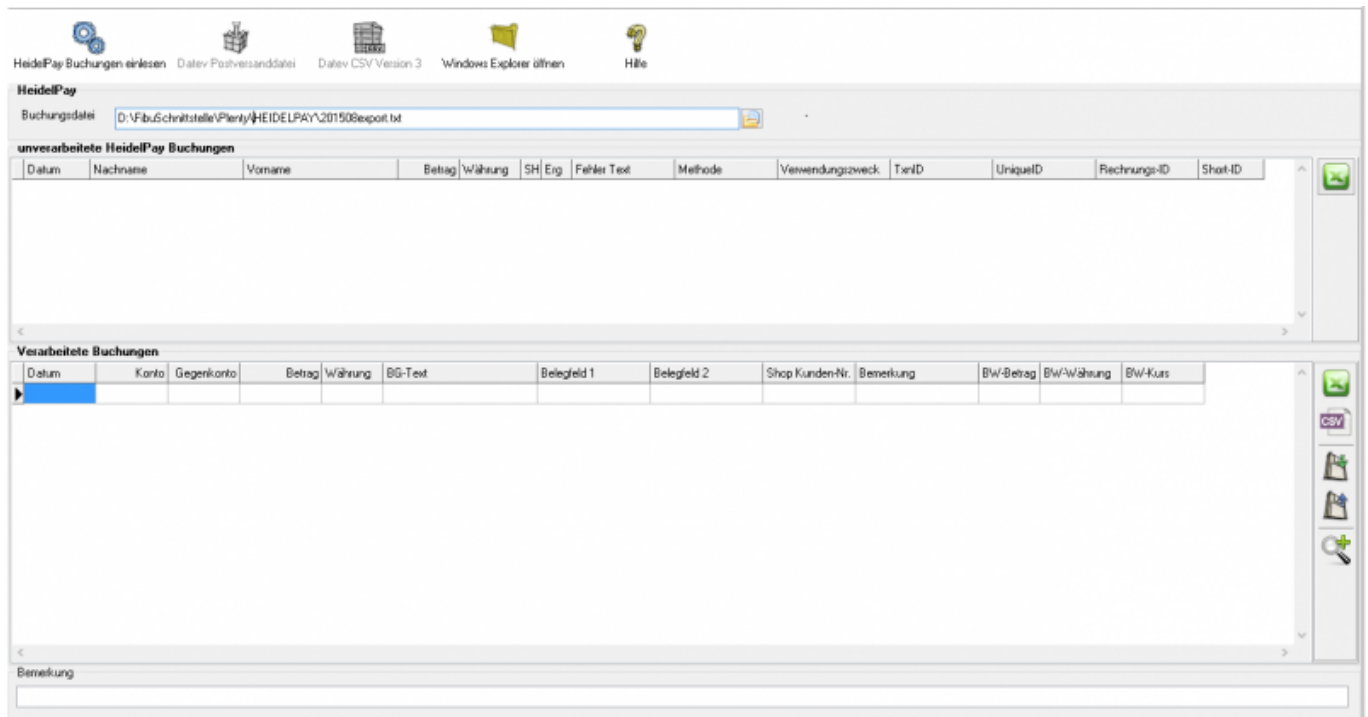 HeidelPay Buchungen einlesen Datev Postversanddatei Datev CSV Version 3 Windows Explorer öffnen Hilfe
HeidelPay
Buchungsdatei D:\FibuSchnittstelle\Plenty\HEIDELPAY\201508export.txt
unverarbeitete HeidelPay Buchungen
Datum Nachname Vorname Betrag Währung SH Erg Fehler Text Methode Verwendungszweck TxnID UniqueID Rechnungs-ID Short-ID
Verarbeitete Buchungen
Datum Konto Gegenkonto Betrag Währung BG-Text Belegfeld 1 Belegfeld 2 Shop Kunden-Nr. Bemerkung BW-Betrag BW-Währung BW-Kurs
CSV
Bemerkung